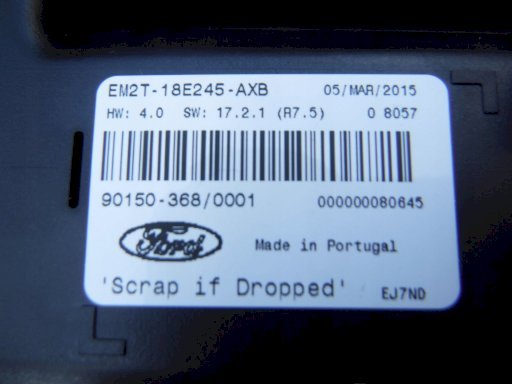 EM2T-18E245-AXB 05/MAR/2015
HW: 4.0 SW: 17.2.1 (R7.5) 0 8057
90150-368/0001 000000080645
Ford Made in Portugal
'Scrap if Dropped' EJ7ND